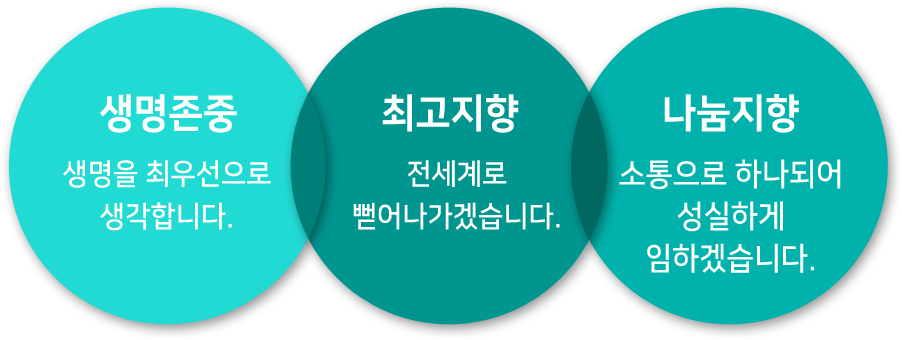 생명존중
생명을 최우선으로
생각합니다.
최고지향
전세계로
뻗어나가겠습니다.
나눔지향
소통으로 하나되어
성실하게
임하겠습니다.